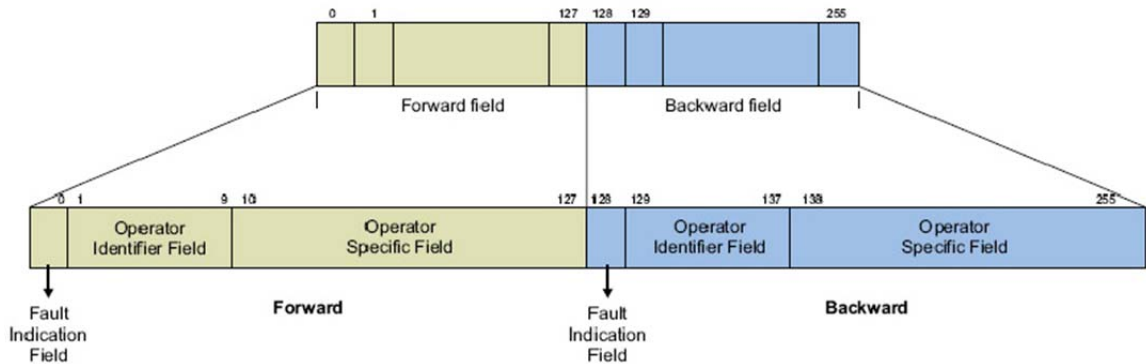 0 1 127 128 129 255
Forward field Backward field
0 1 9 10 127 128 129 137 138 255
Operator
Identifier Field
Operator
Specific Field
Operator
Identifier Field
Operator
Specific Field
Fault
Indication
Field
Forward
Fault
Indication
Field
Backward